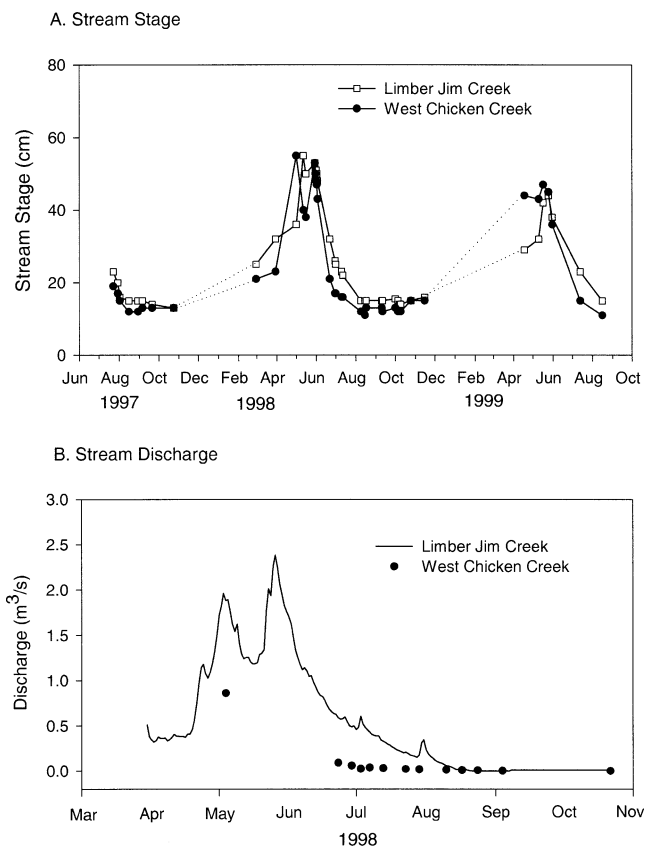 A. Stream Stage
80
60
40
20
0
Stream Stage (cm)
Limber Jim Creek
West Chicken Creek
Jun Aug Oct Dec Feb Apr Jun Aug Oct Dec Feb Apr Jun Aug Oct
1997 1998 1999
B. Stream Discharge
3.0
2.5
2.0
1.5
1.0
0.5
0.0
Discharge (m³/s)
Limber Jim Creek
West Chicken Creek
Mar Apr May Jun Jul Aug Sep Oct Nov
1998